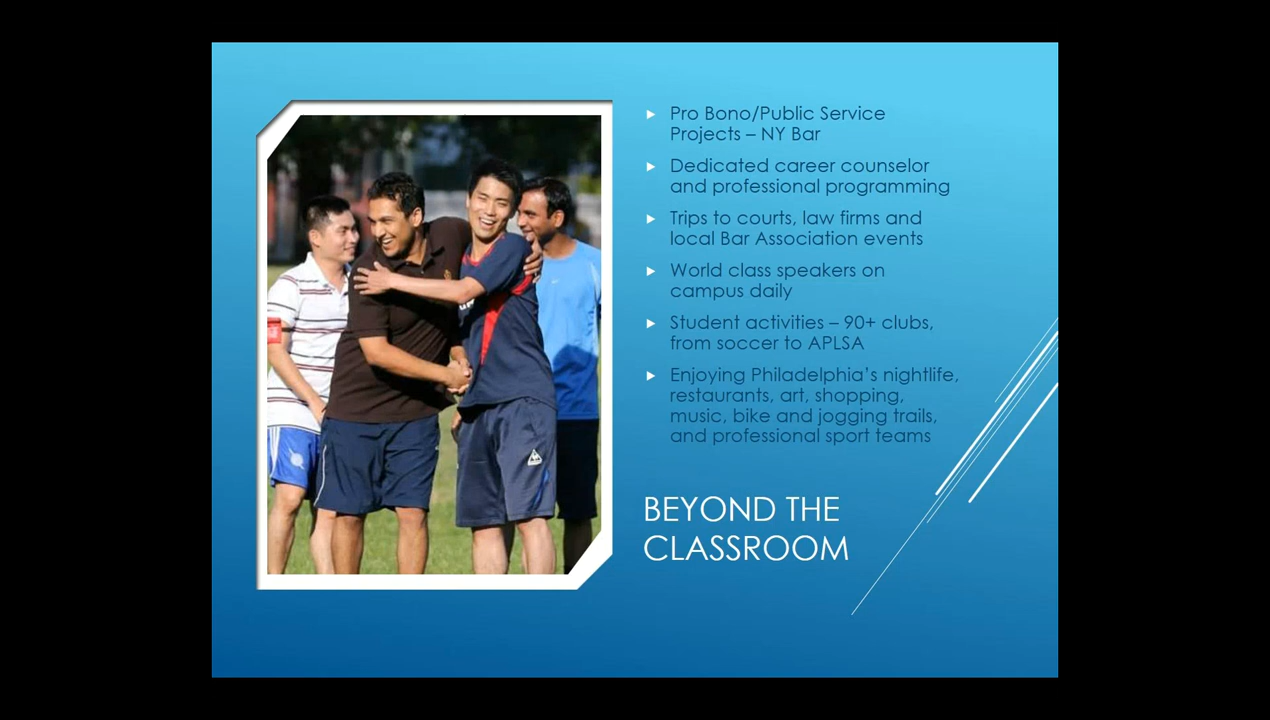 Pro Bono/Public Service
Projects – NY Bar
Dedicated career counselor
and professional programming
Trips to courts, law firms and
local Bar Association events
World class speakers on
campus daily
Student activities – 90+ clubs,
from soccer to APLSA
Enjoying Philadelphia's nightlife,
restaurants, art, shopping,
music, bike and jogging trails,
and professional sport teams
BEYOND THE
CLASSROOM